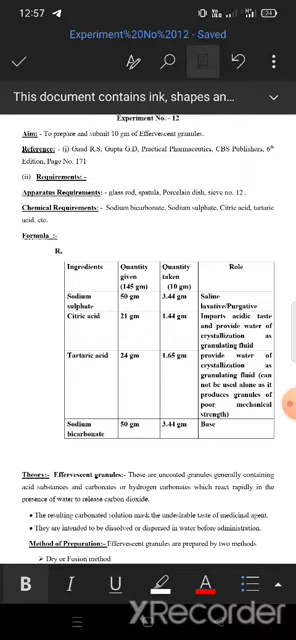 12:57
24
Experiment%20No%2012 - Saved
This document contains ink, shapes an...
Experiment No. - 12
Aim: - To prepare and submit 10 gm of Effervescent granules.
Reference: - (i) Gaud R.S, Gupta G.D, Practical Pharmaceutics, CBS Publishers, 6th
Edition, Page No. 171
(ii) Requirements: -
Apparatus Requirements: - glass rod, spatula, Porcelain dish, sieve no. 12 .
Chemical Requirements: - Sodium bicarbonate, Sodium sulphate, Citric acid, tartaric
acid, etc.
Formula :-
Rx
Ingredients Quantity given (145 gm) Quantity taken (10 gm) Role
Sodium sulphate 50 gm 3.44 gm Saline laxative/Purgative
Citric acid 21 gm 1.44 gm Imparts acidic taste and provide water of crystallization as granulating fluid
Tartaric acid 24 gm 1.65 gm provide water of crystallization as granulating fluid (can not be used alone as it produces granules of poor mechanical strength)
Sodium bicarbonate 50 gm 3.44 gm Base
Theory:- Effervescent granules:- These are uncoated granules generally containing
acid substances and carbonates or hydrogen carbonates which react rapidly in the
presence of water to release carbon dioxide.
• The resulting carbonated solution mask the undesirable taste of medicinal agent.
• They are intended to be dissolved or dispersed in water before administration.
Method of Preparation:- Effervescent granules are prepared by two methods
➢ Dry or Fusion method
B I U A
XRecorder